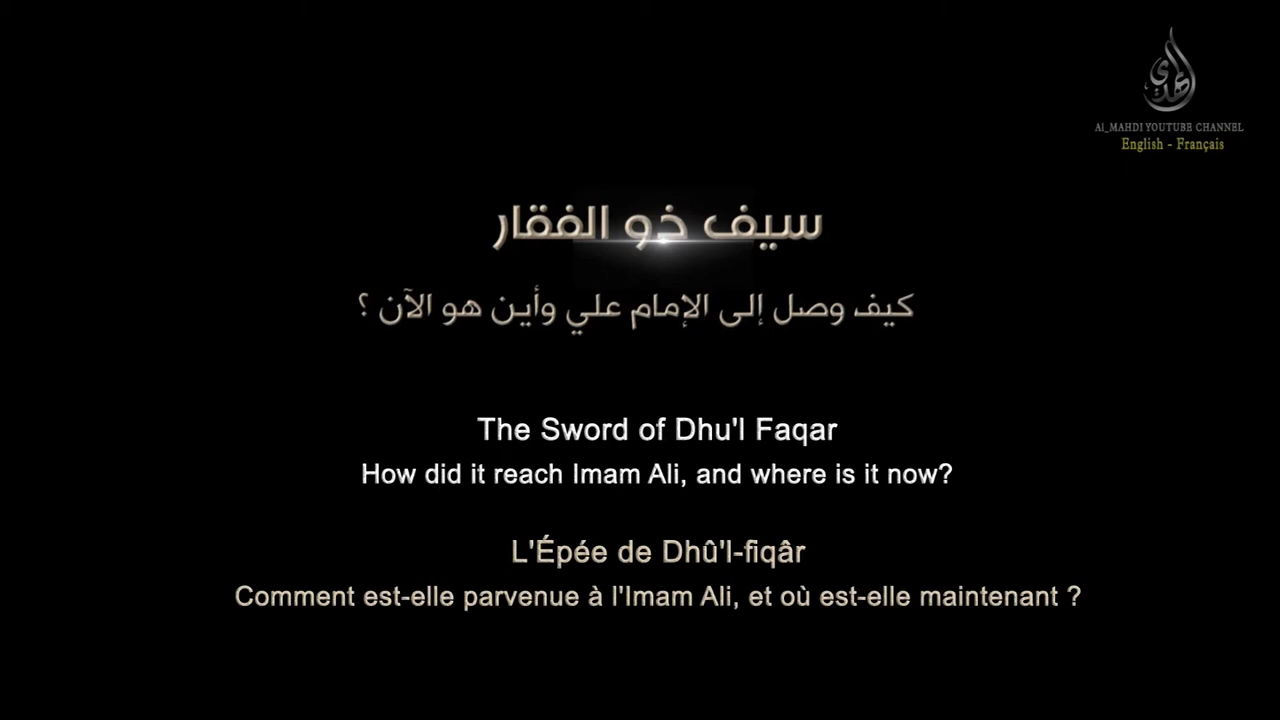 المهدي
Al_MAHDI YOUTUBE CHANNEL
English - Français
سيف ذو الفقار
كيف وصل إلى الإمام علي وأين هو الآن ؟
The Sword of Dhu'l Faqar
How did it reach Imam Ali, and where is it now?
L'Épée de Dhû'l-fiqâr
Comment est-elle parvenue à l'Imam Ali, et où est-elle maintenant ?